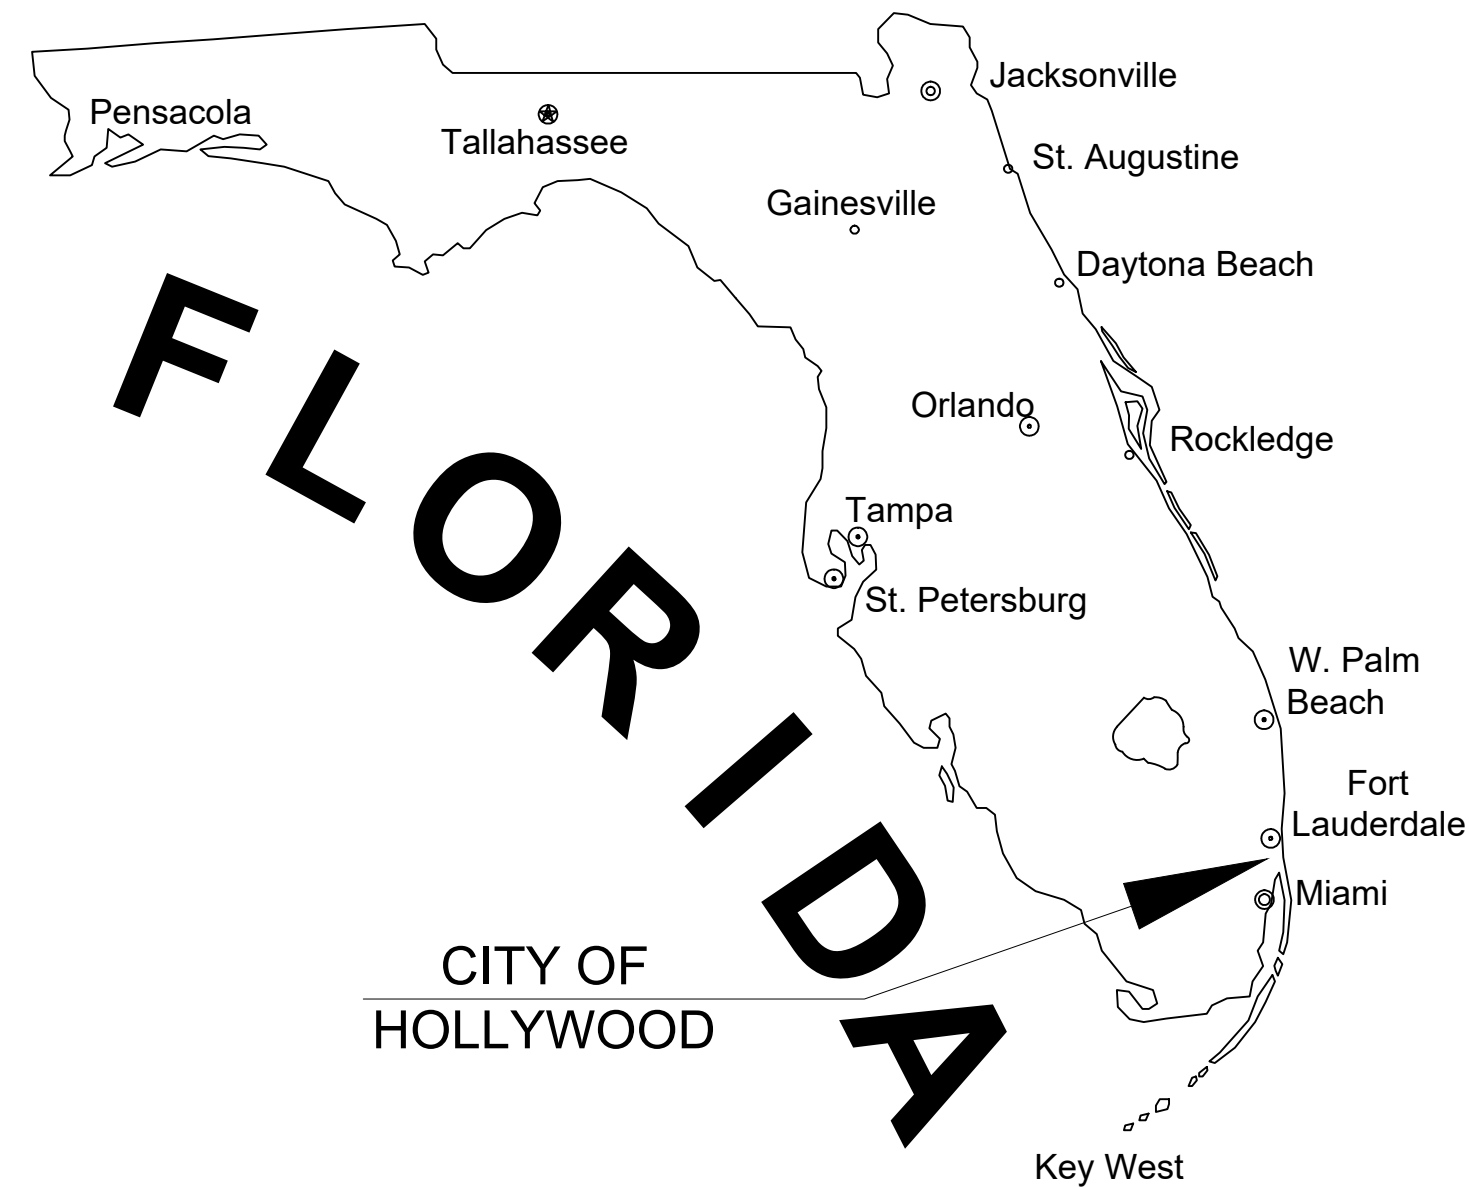 Jacksonville
Pensacola
Tallahassee
St. Augustine
Gainesville
Daytona Beach
Orlando
Rockledge
Tampa
St. Petersburg
W. Palm
Beach
Fort
Lauderdale
Miami
FLORIDA
CITY OF
HOLLYWOOD
Key West